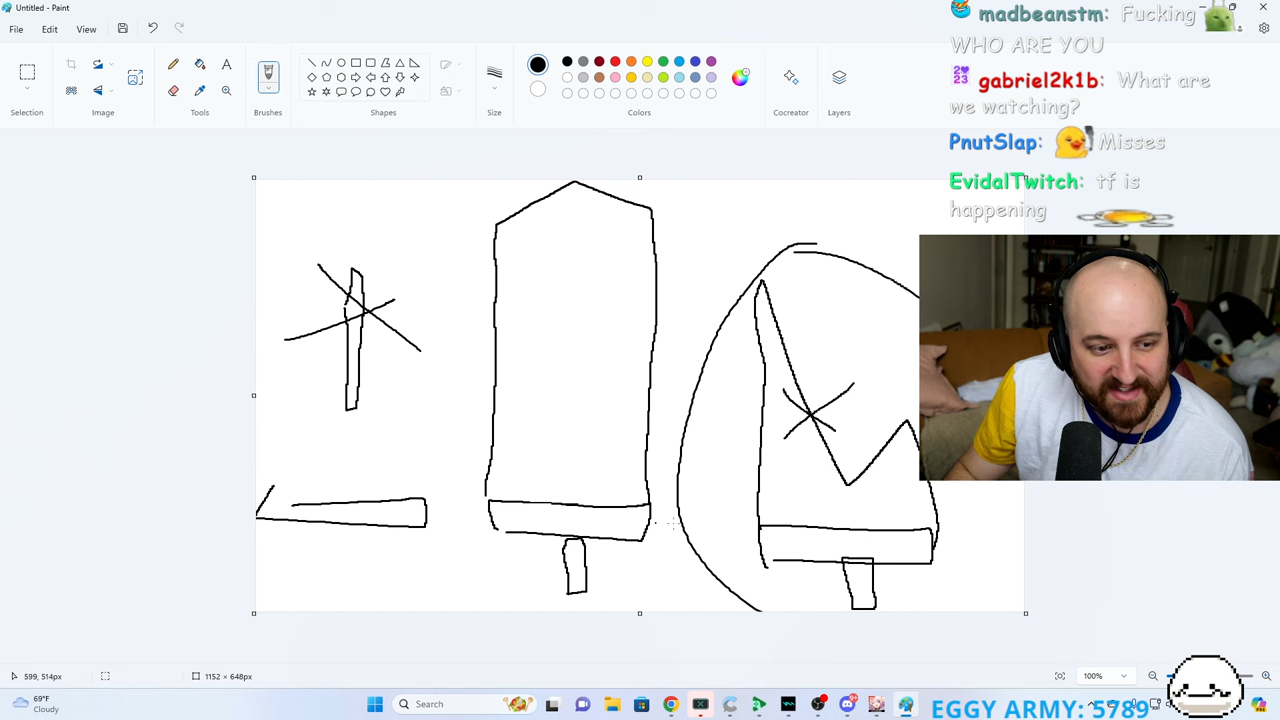 Untitled - Paint
madbeanstm: Fucking
WHO ARE YOU
File Edit View
2 23 gabriel2k1b: What are
we watching?
PnutSlap: Misses
EvidalTwitch: tf is
happening
A
Selection Image Tools Brushes Shapes Size Colors Cocreator Layers
599, 514px 1152 × 648px 100%
69°F
Cloudy
Search
EGGY ARMY: 5789